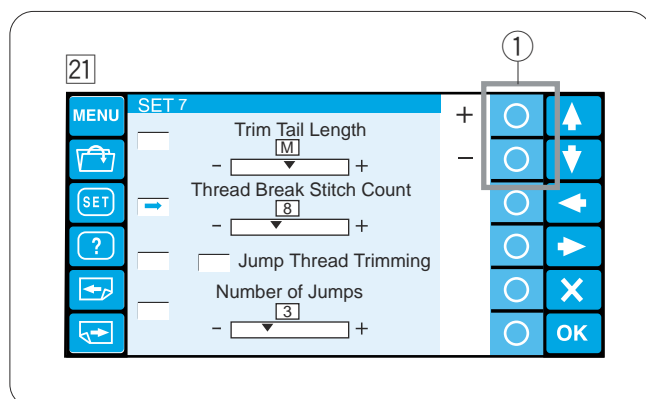 ①
21
MENU
SET 7
+
Trim Tail Length
M
- +
−
Thread Break Stitch Count
SET
8
- +
?
Jump Thread Trimming
Number of Jumps
3
- +
OK